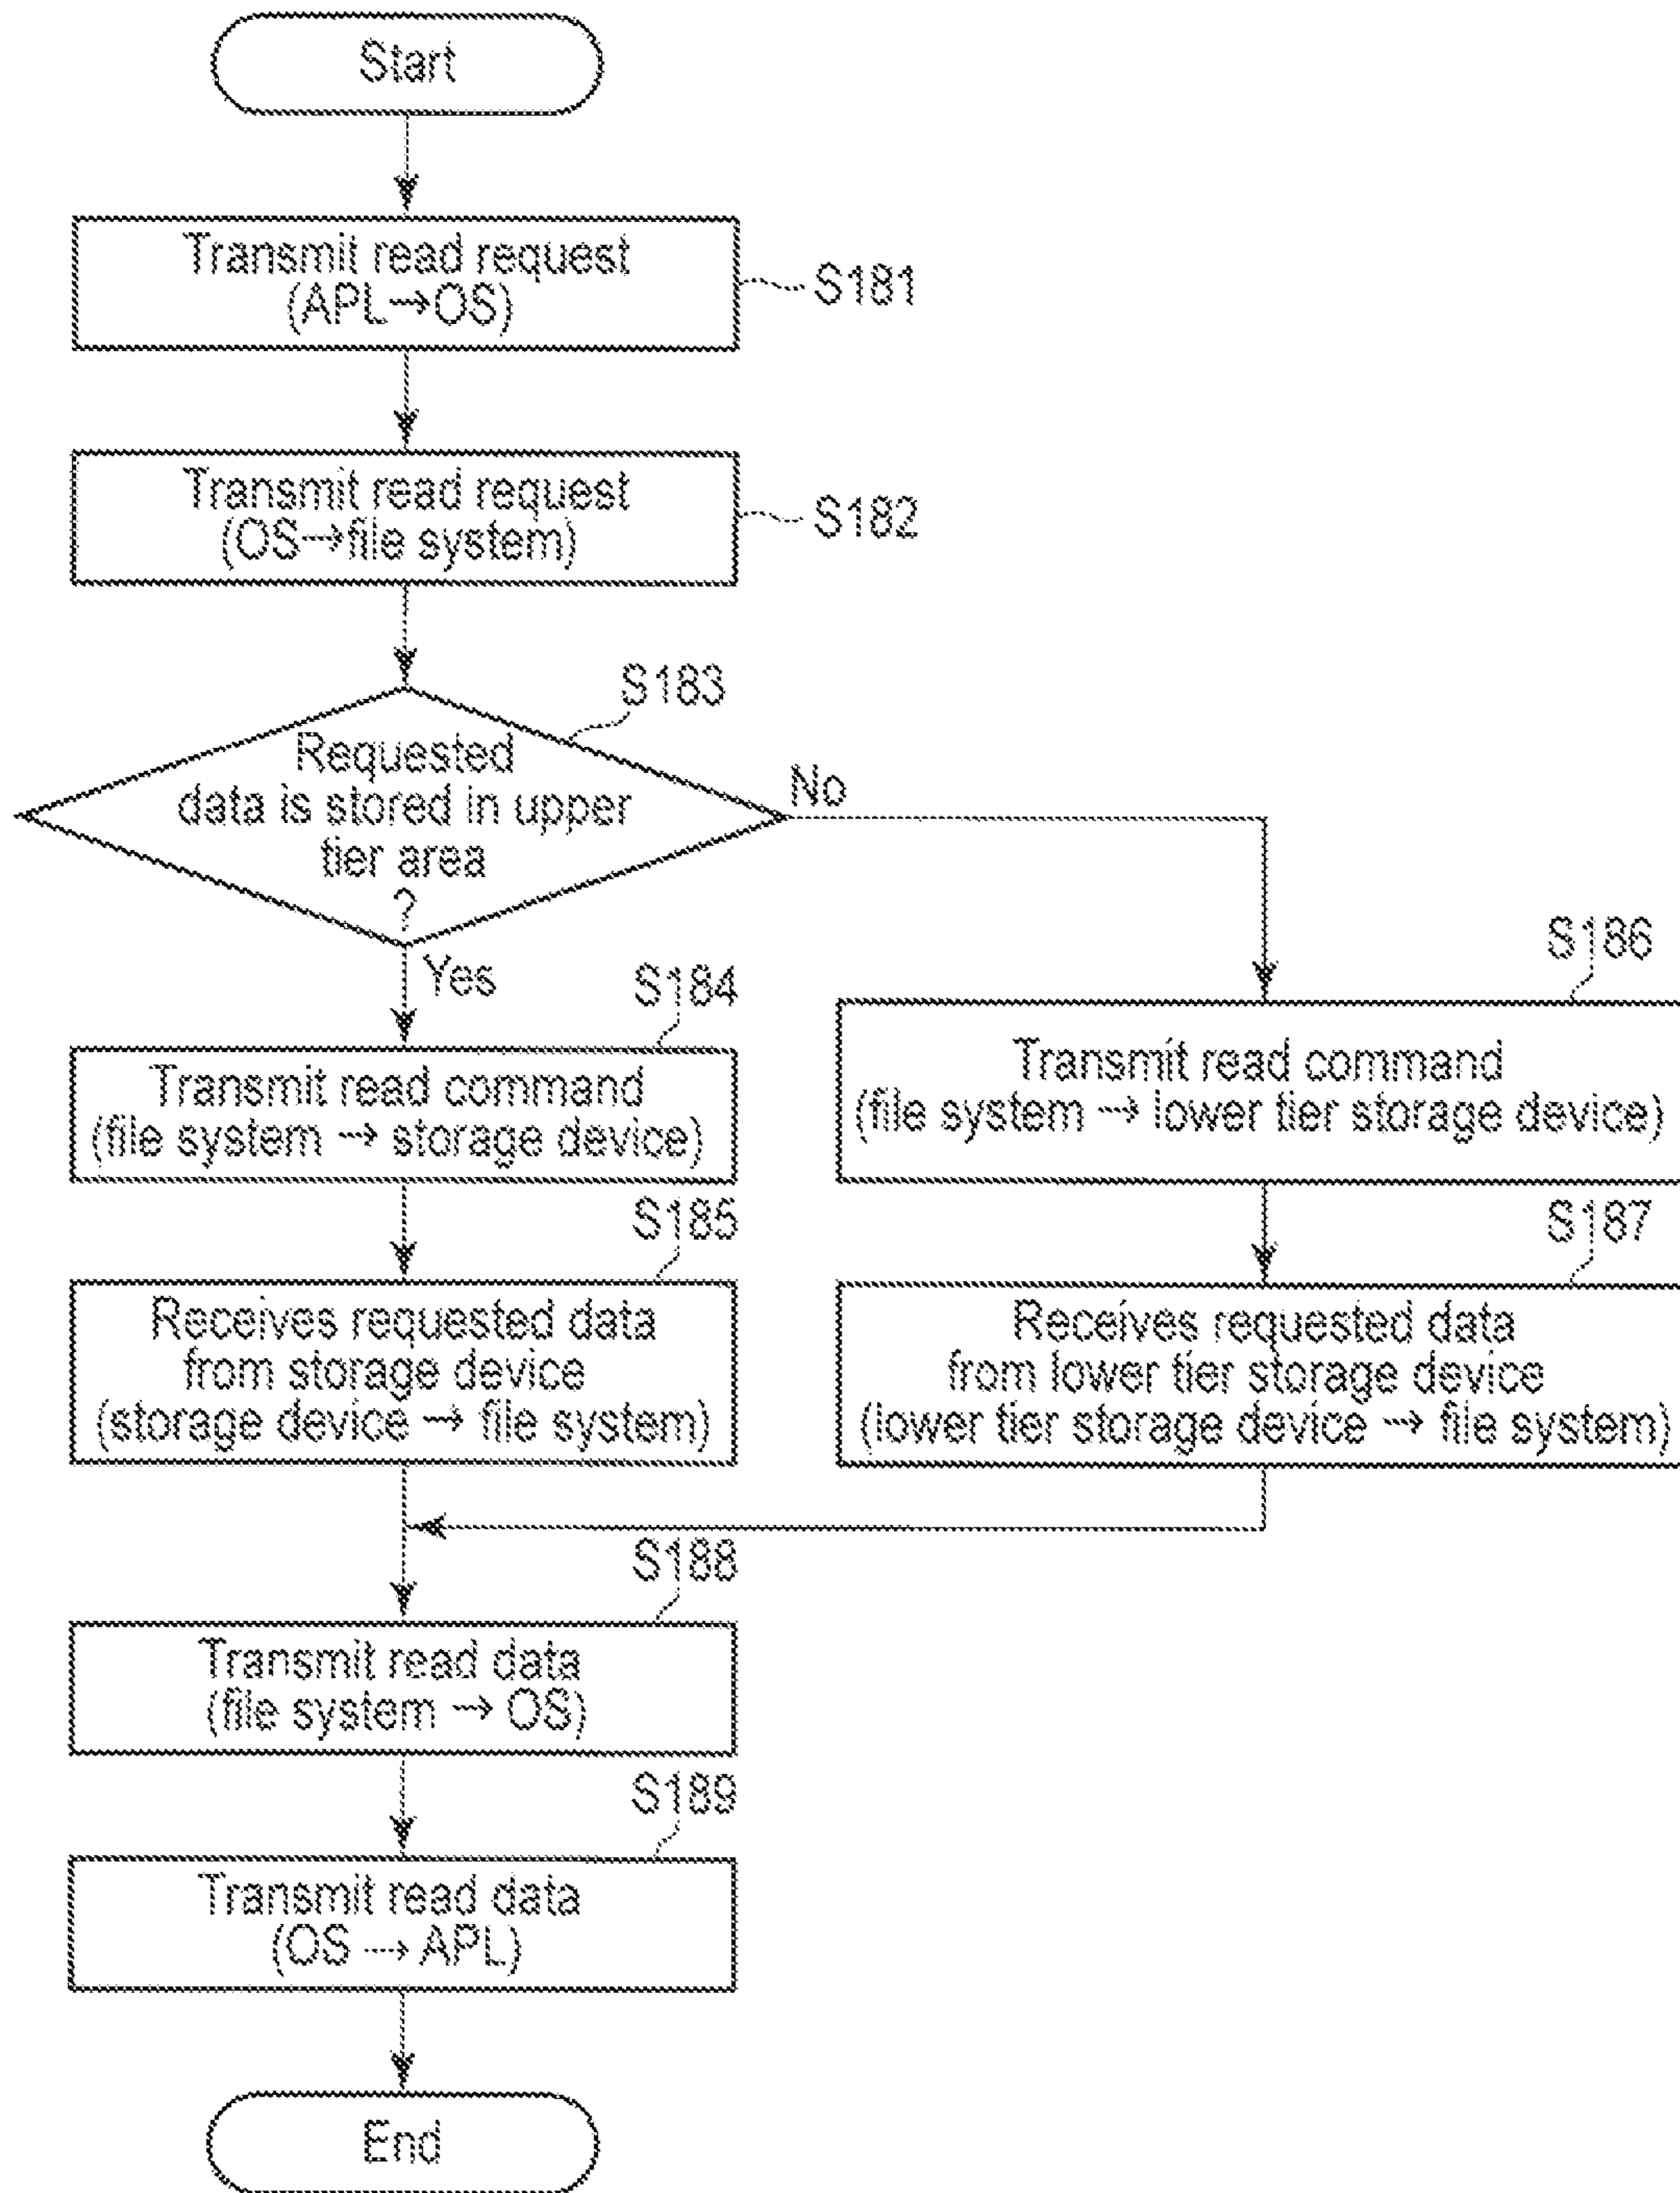 Start
Transmit read request
(APL→OS)
S181
Transmit read request
(OS→file system)
S182
S183
Requested
data is stored in upper
tier area
?
No
Yes
S184
Transmit read command
(file system → storage device)
S185
Receives requested data
from storage device
(storage device → file system)
S186
Transmit read command
(file system → lower tier storage device)
S187
Receives requested data
from lower tier storage device
(lower tier storage device → file system)
S188
Transmit read data
(file system → OS)
S189
Transmit read data
(OS → APL)
End